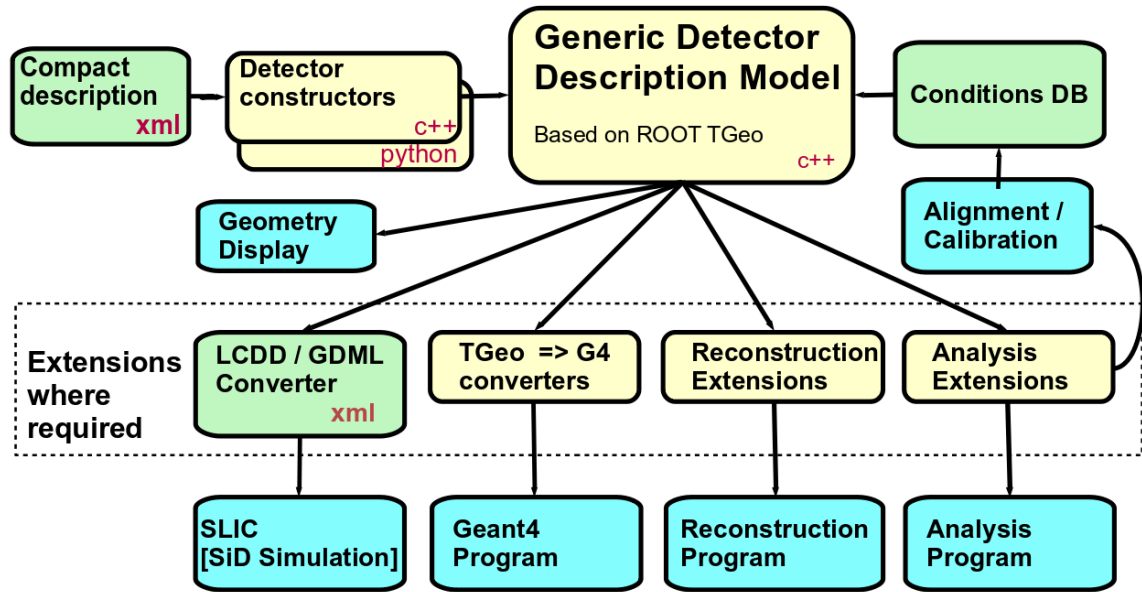 Compact
description
xml
Detector
constructors
c++
python
Generic Detector
Description Model
Based on ROOT TGeo
c++
Conditions DB
Geometry
Display
Alignment /
Calibration
Extensions
where
required
LCDD / GDML
Converter
xml
TGeo => G4
converters
Reconstruction
Extensions
Analysis
Extensions
SLIC
[SiD Simulation]
Geant4
Program
Reconstruction
Program
Analysis
Program